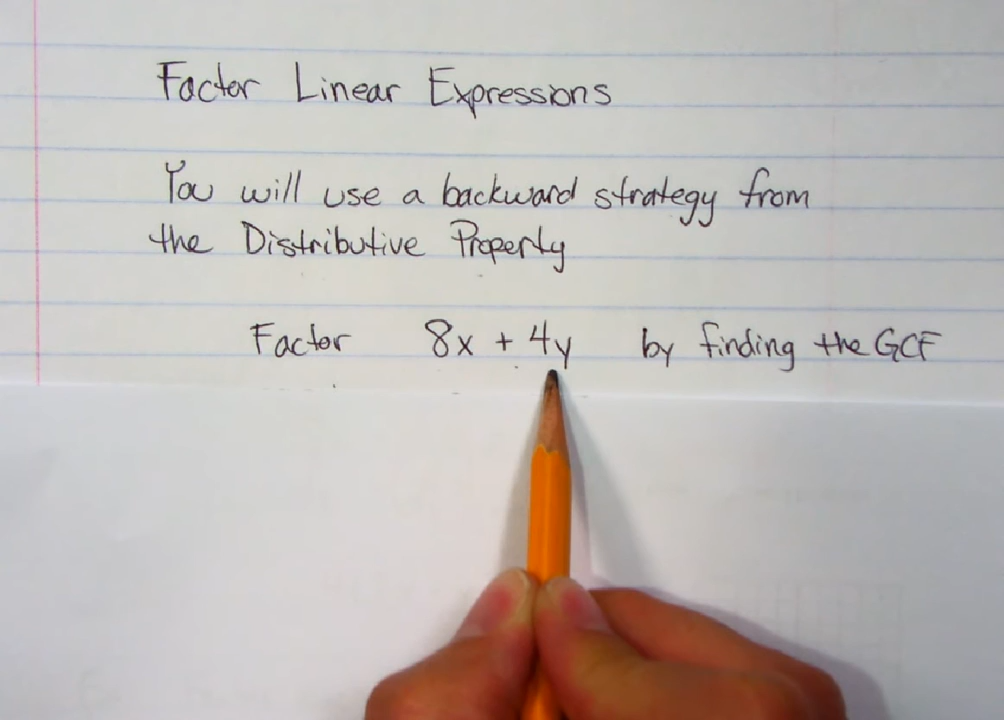 Factor Linear Expressions
You will use a backward strategy from
the Distributive Property
Factor 8x + 4y by finding the GCF